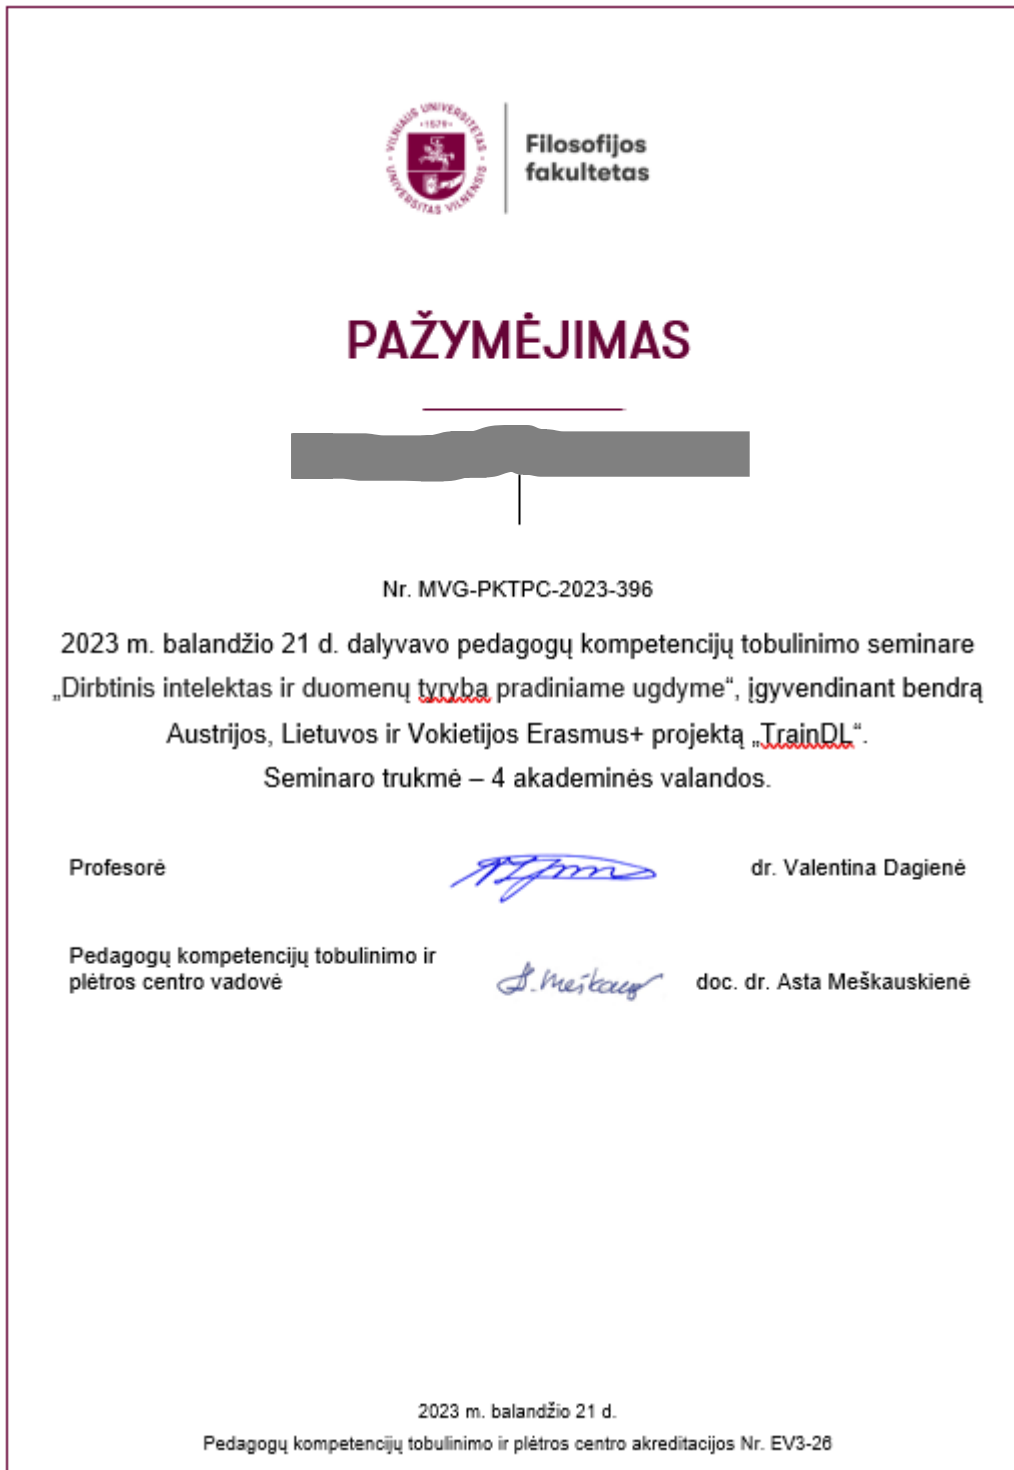 VILNIAUS UNIVERSITETAS
•1579•
UNIVERSITAS VILNENSIS
Filosofijos
fakultetas
PAŽYMĖJIMAS
Nr. MVG-PKTPC-2023-396
2023 m. balandžio 21 d. dalyvavo pedagogų kompetencijų tobulinimo seminare
„Dirbtinis intelektas ir duomenų tyryba pradiniame ugdyme“, įgyvendinant bendrą
Austrijos, Lietuvos ir Vokietijos Erasmus+ projektą „TrainDL“.
Seminaro trukmė – 4 akademinės valandos.
Profesorė dr. Valentina Dagienė
Pedagogų kompetencijų tobulinimo ir
plėtros centro vadovė doc. dr. Asta Meškauskienė
2023 m. balandžio 21 d.
Pedagogų kompetencijų tobulinimo ir plėtros centro akreditacijos Nr. EV3-26